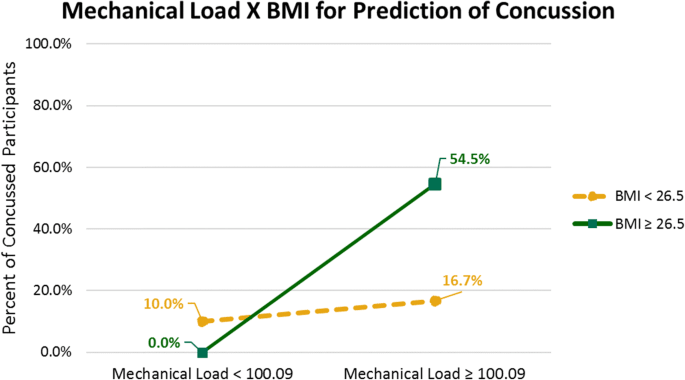 Mechanical Load X BMI for Prediction of Concussion
Percent of Concussed Participants
100.0%
80.0%
60.0%
40.0%
20.0%
0.0%
54.5%
16.7%
10.0%
0.0%
BMI < 26.5
BMI ≥ 26.5
Mechanical Load < 100.09
Mechanical Load ≥ 100.09